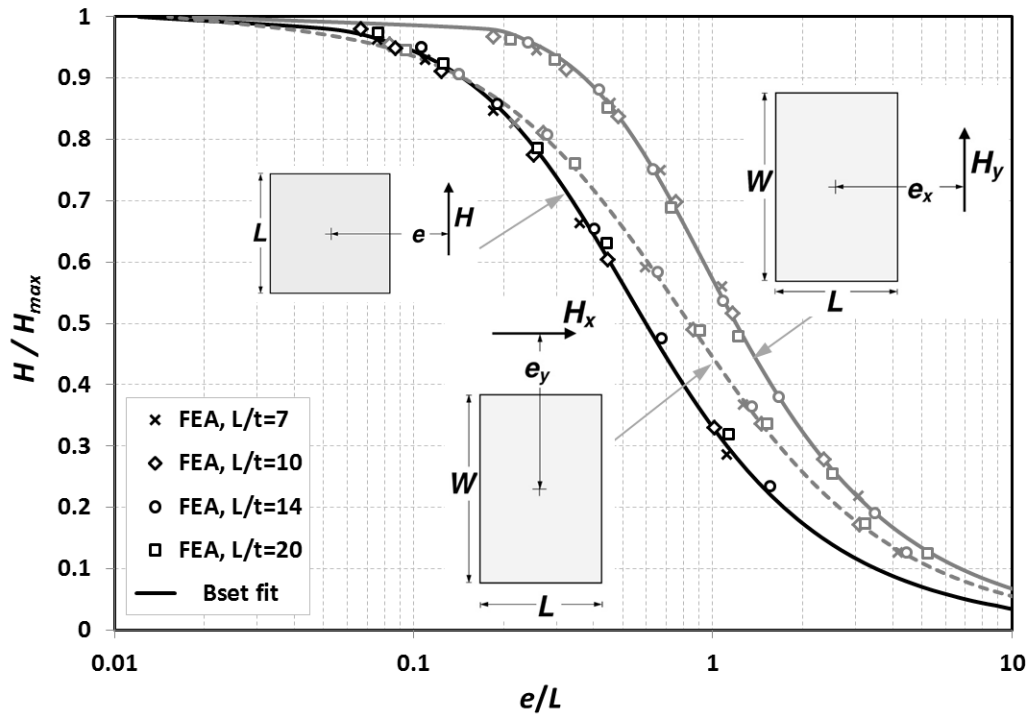 H / Hmax
1
0.9
0.8
0.7
0.6
0.5
0.4
0.3
0.2
0.1
0
0.01
0.1
1
10
e/L
L
e
H
W
ex
Hy
L
Hx
ey
W
L
FEA, L/t=7
FEA, L/t=10
FEA, L/t=14
FEA, L/t=20
Bset fit